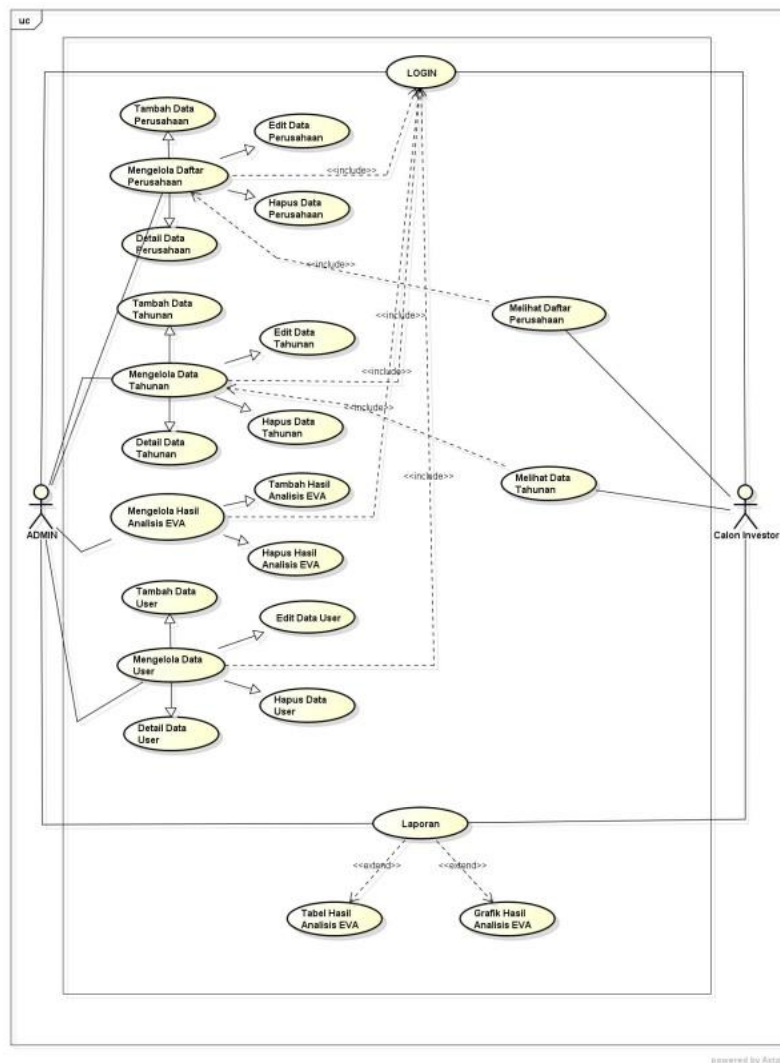 uc
LOGIN
Tambah Data
Perusahaan
Edit Data
Perusahaan
Mengelola Daftar
Perusahaan
<<include>>
Hapus Data
Perusahaan
Detail Data
Perusahaan
<<include>>
Tambah Data
Tahunan
Melihat Daftar
Perusahaan
<<include>>
Edit Data
Tahunan
Mengelola Data
Tahunan
<<include>>
<<include>>
Hapus Data
Tahunan
Detail Data
Tahunan
<<include>>
Melihat Data
Tahunan
Tambah Hasil
Analisis EVA
Mengelola Hasil
Analisis EVA
ADMIN
Calon Investor
Hapus Hasil
Analisis EVA
Tambah Data
User
Edit Data User
Mengelola Data
User
Hapus Data
User
Detail Data
User
Laporan
<<extend>>
<<extend>>
Tabel Hasil
Analisis EVA
Grafik Hasil
Analisis EVA
powered by Asta